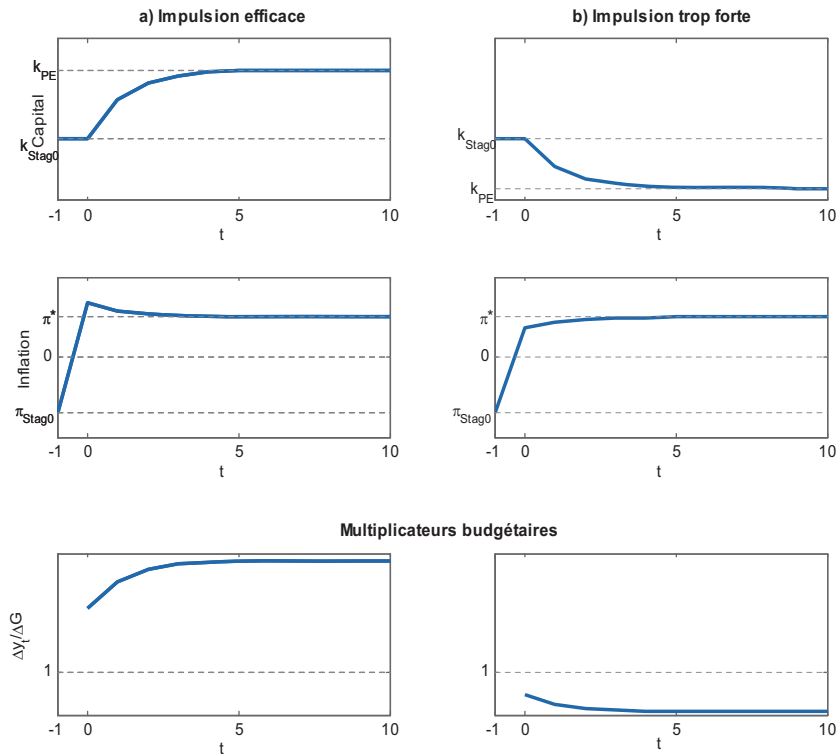 a) Impulsion efficace
b) Impulsion trop forte
k_PE
k_Stag0
Capital
-1 0 5 10
t
k_Stag0
k_PE
-1 0 5 10
t
π*
0
π_Stag0
Inflation
-1 0 5 10
t
π*
0
π_Stag0
-1 0 5 10
t
Multiplicateurs budgétaires
Δy_t/ΔG
1
-1 0 5 10
t
1
-1 0 5 10
t